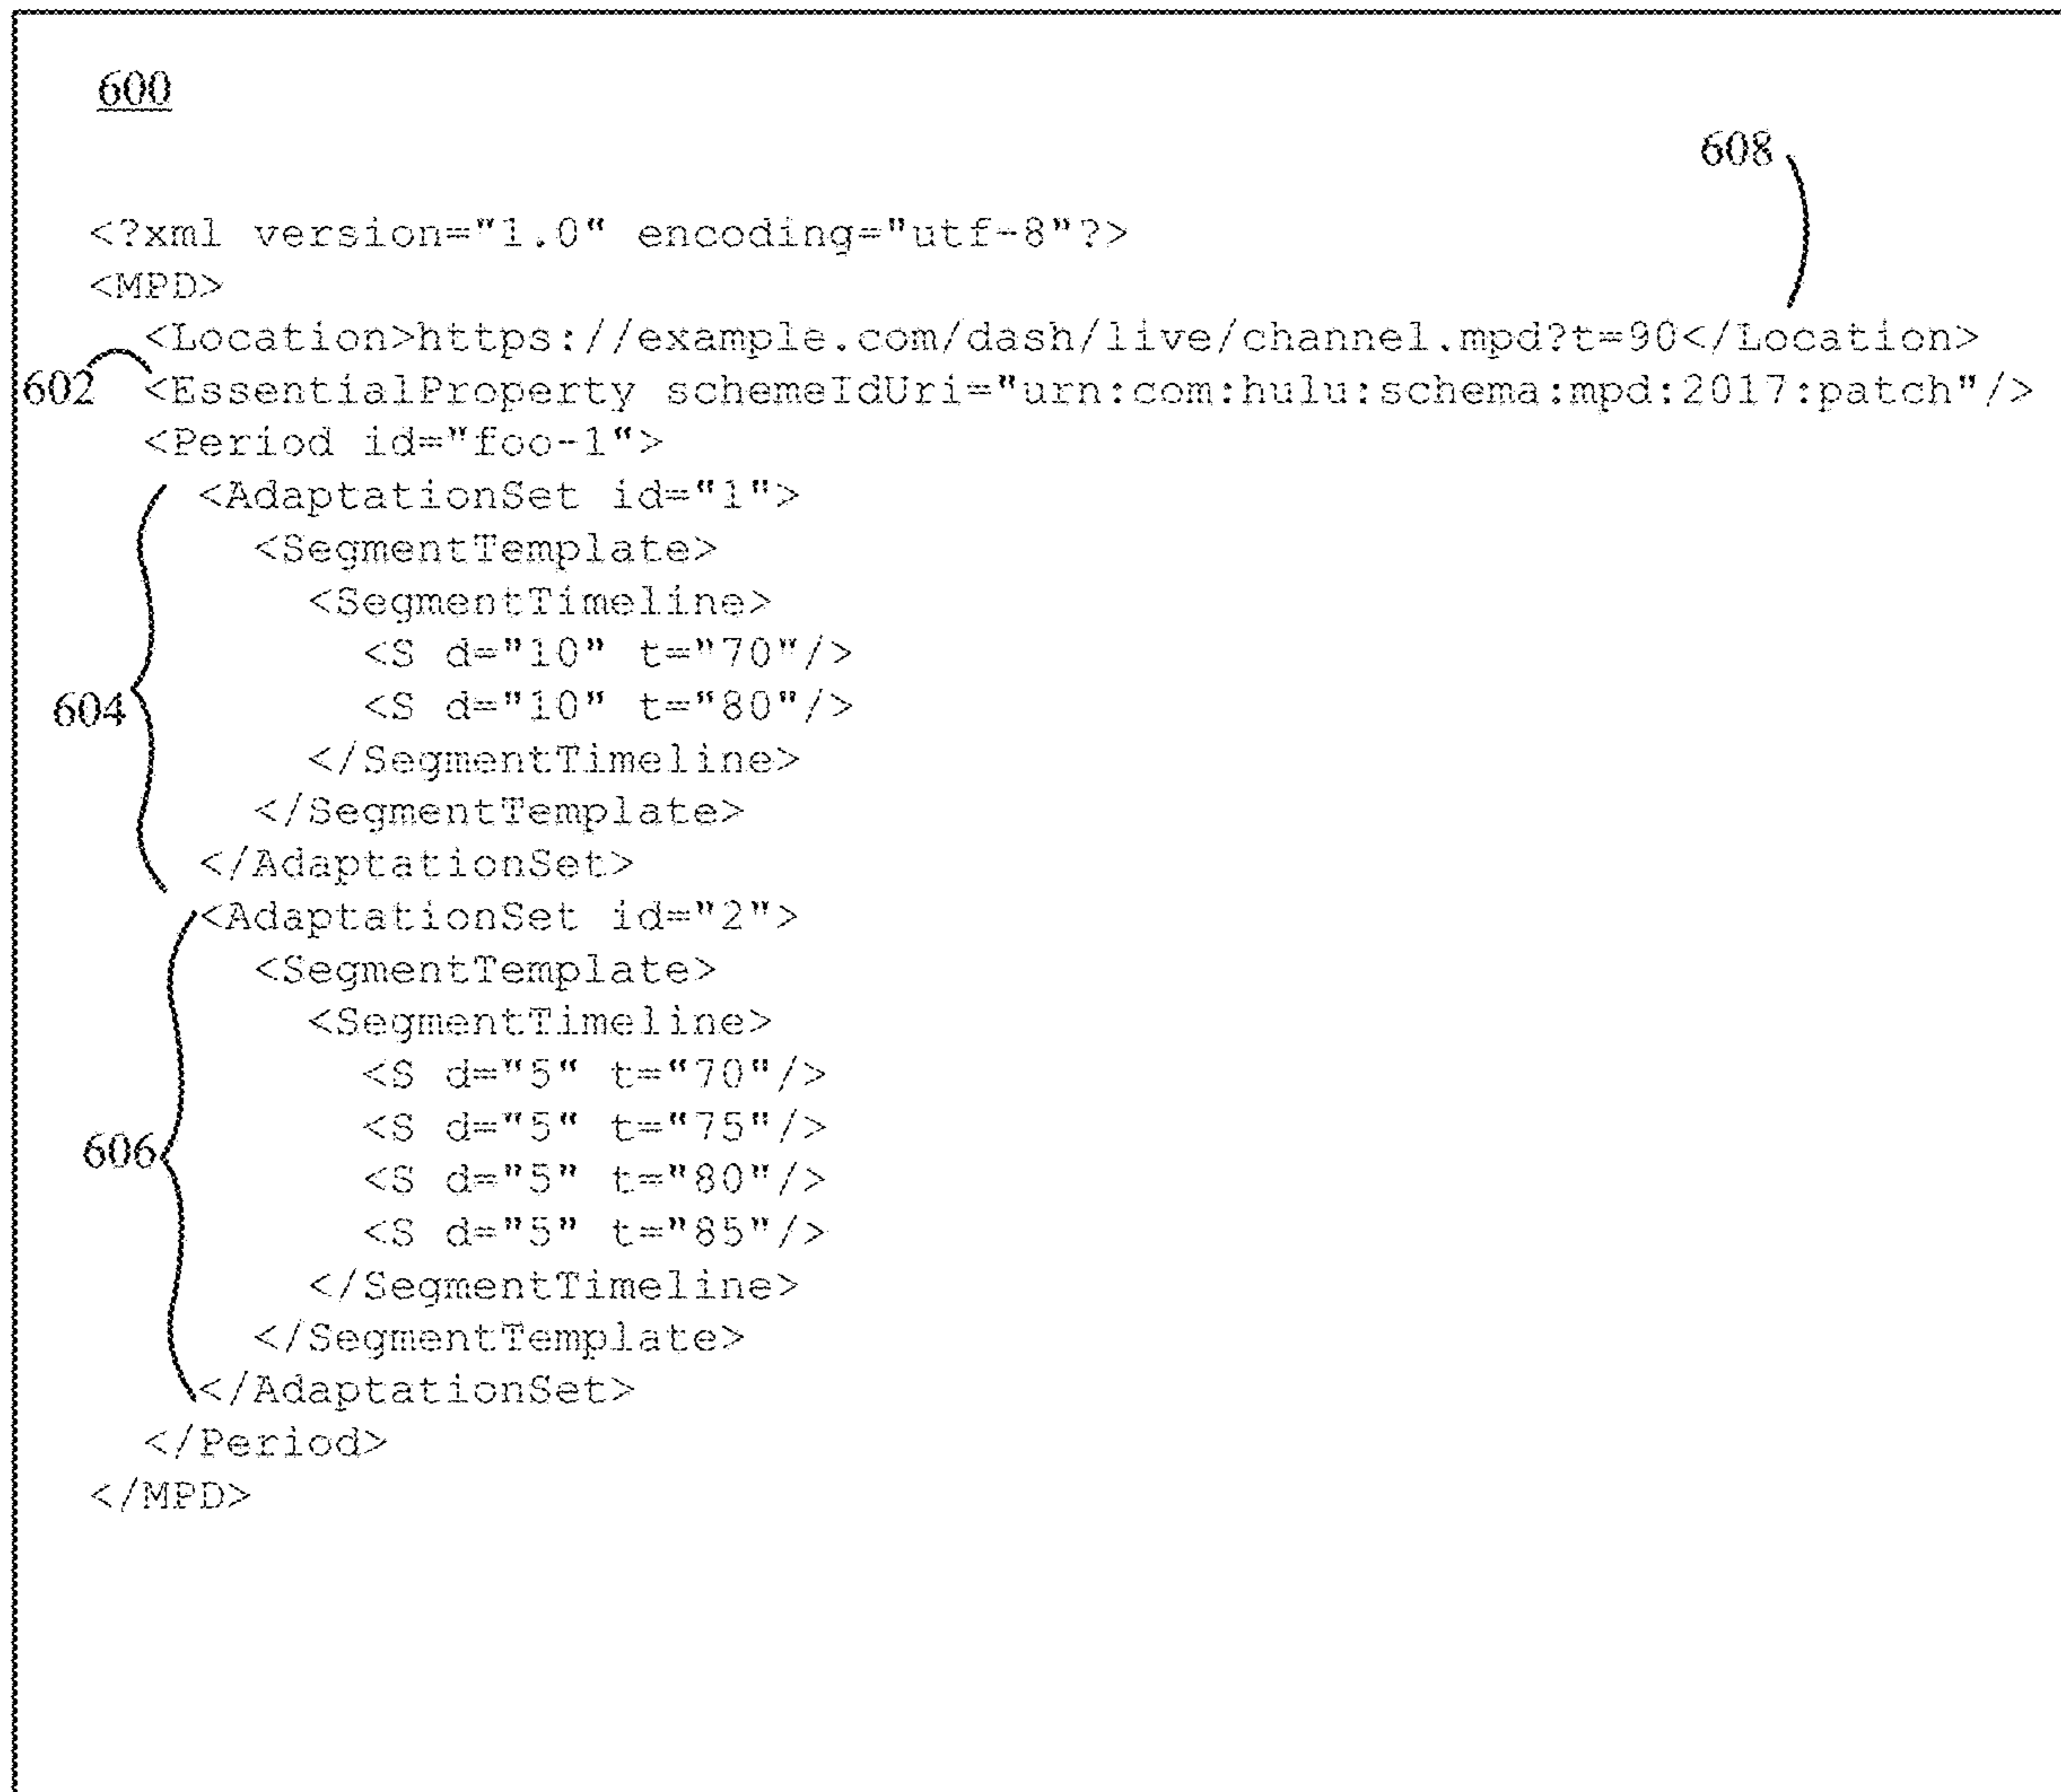 600
608
<?xml version="1.0“ encoding="utf-8"?>
<MPD>
<Location>https://example.com/dash/live/channel.mpd?t=90</Location>
602 <EssentialProperty schemeIdUri="urn:com:hulu:schema:mpd:2017:patch"/>
<Period id="foo-1“>
<AdaptationSet id="1">
<SegmentTemplate>
<SegmentTimeline>
<S d="10" t="70"/>
604 <S d="10" t="80"/>
</SegmentTimeline>
</SegmentTemplate>
</AdaptationSet>
<AdaptationSet id="2">
<SegmentTemplate>
<SegmentTimeline>
<S d="5“ t=“70"/>
<S d="5“ t=“75"/>
606 <S d="5" t="80"/>
<S d="5" t="85"/>
</SegmentTimeline>
</SegmentTemplate>
</AdaptationSet>
</Period>
</MPD>